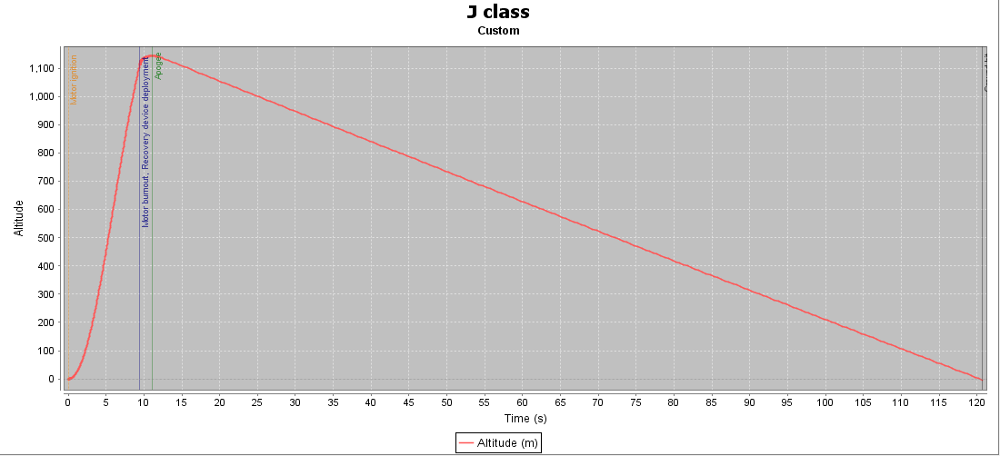 J class
Custom
Altitude
1,100
1,000
900
800
700
600
500
400
300
200
100
0
Motor ignition
Motor burnout, Recovery device deployment
Apogee
0 5 10 15 20 25 30 35 40 45 50 55 60 65 70 75 80 85 90 95 100 105 110 115 120
Time (s)
Altitude (m)